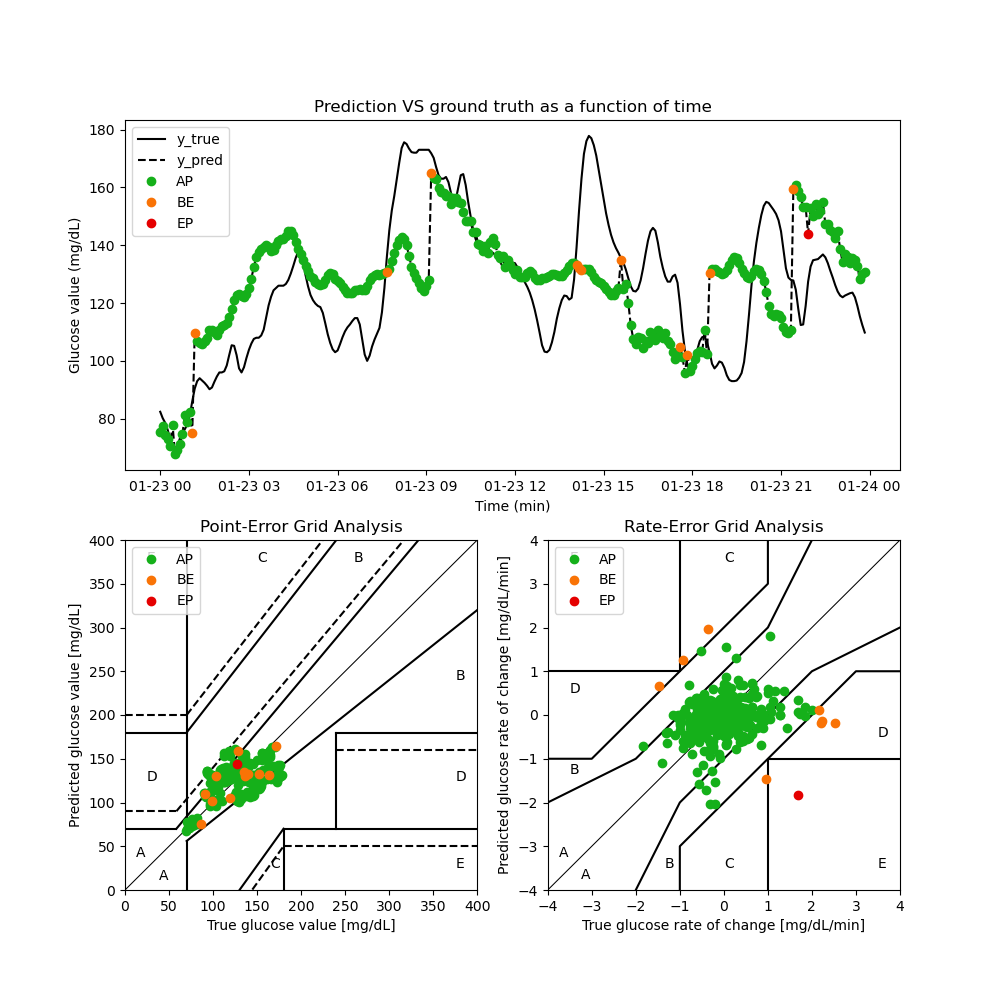 Prediction VS ground truth as a function of time
Glucose value (mg/dL)
180
160
140
120
100
80
y_true
y_pred
AP
BE
EP
01-23 00 01-23 03 01-23 06 01-23 09 01-23 12 01-23 15 01-23 18 01-23 21 01-24 00
Time (min)
Point-Error Grid Analysis
Predicted glucose value [mg/dL]
400
350
300
250
200
150
100
50
0
AP
BE
EP
C
B
B
D
D
A
A
C
E
0 50 100 150 200 250 300 350 400
True glucose value [mg/dL]
Rate-Error Grid Analysis
Predicted glucose rate of change [mg/dL/min]
4
3
2
1
0
−1
−2
−3
−4
AP
BE
EP
C
D
D
B
A
A
B
C
E
−4 −3 −2 −1 0 1 2 3 4
True glucose rate of change [mg/dL/min]